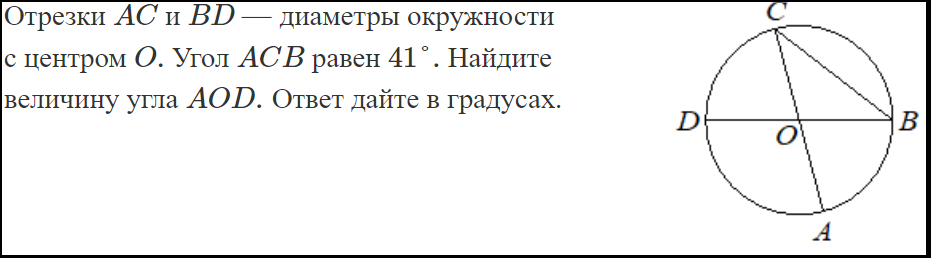 Отрезки AC и BD — диаметры окружности
с центром O. Угол ACB равен 41°. Найдите
величину угла AOD. Ответ дайте в градусах.
C
D
O
B
A